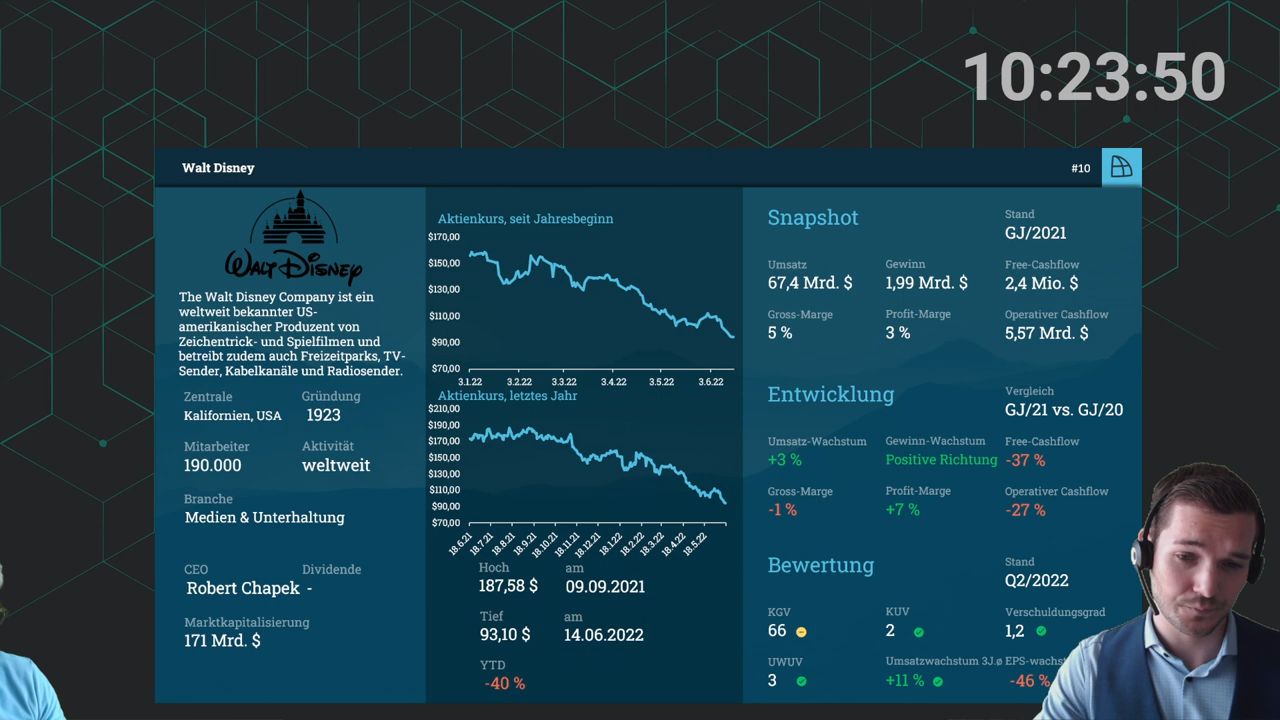 10:23:50
Walt Disney
#10
WALT DISNEY
The Walt Disney Company ist ein
weltweit bekannter US-
amerikanischer Produzent von
Zeichentrick- und Spielfilmen und
betreibt zudem auch Freizeitparks, TV-
Sender, Kabelkanäle und Radiosender.
Zentrale Gründung
Kalifornien, USA 1923
Mitarbeiter Aktivität
190.000 weltweit
Branche
Medien & Unterhaltung
CEO Dividende
Robert Chapek -
Marktkapitalisierung
171 Mrd. $
Aktienkurs, seit Jahresbeginn
$170,00
$150,00
$130,00
$110,00
$90,00
$70,00
3.1.22 3.2.22 3.3.22 3.4.22 3.5.22 3.6.22
Aktienkurs, letztes Jahr
$210,00
$190,00
$170,00
$150,00
$130,00
$110,00
$90,00
$70,00
18.6.21 18.7.21 18.8.21 18.9.21 18.10.21 18.11.21 18.12.21 18.1.22 18.2.22 18.3.22 18.4.22 18.5.22
Hoch am
187,58 $ 09.09.2021
Tief am
93,10 $ 14.06.2022
YTD
-40 %
Snapshot
Stand
GJ/2021
Umsatz Gewinn Free-Cashflow
67,4 Mrd. $ 1,99 Mrd. $ 2,4 Mio. $
Gross-Marge Profit-Marge Operativer Cashflow
5 % 3 % 5,57 Mrd. $
Entwicklung
Vergleich
GJ/21 vs. GJ/20
Umsatz-Wachstum Gewinn-Wachstum Free-Cashflow
+3 % Positive Richtung -37 %
Gross-Marge Profit-Marge Operativer Cashflow
-1 % +7 % -27 %
Bewertung
Stand
Q2/2022
KGV KUV Verschuldungsgrad
66 2 1,2
UWUV Umsatzwachstum 3J.ø
3 +11 % -46 %